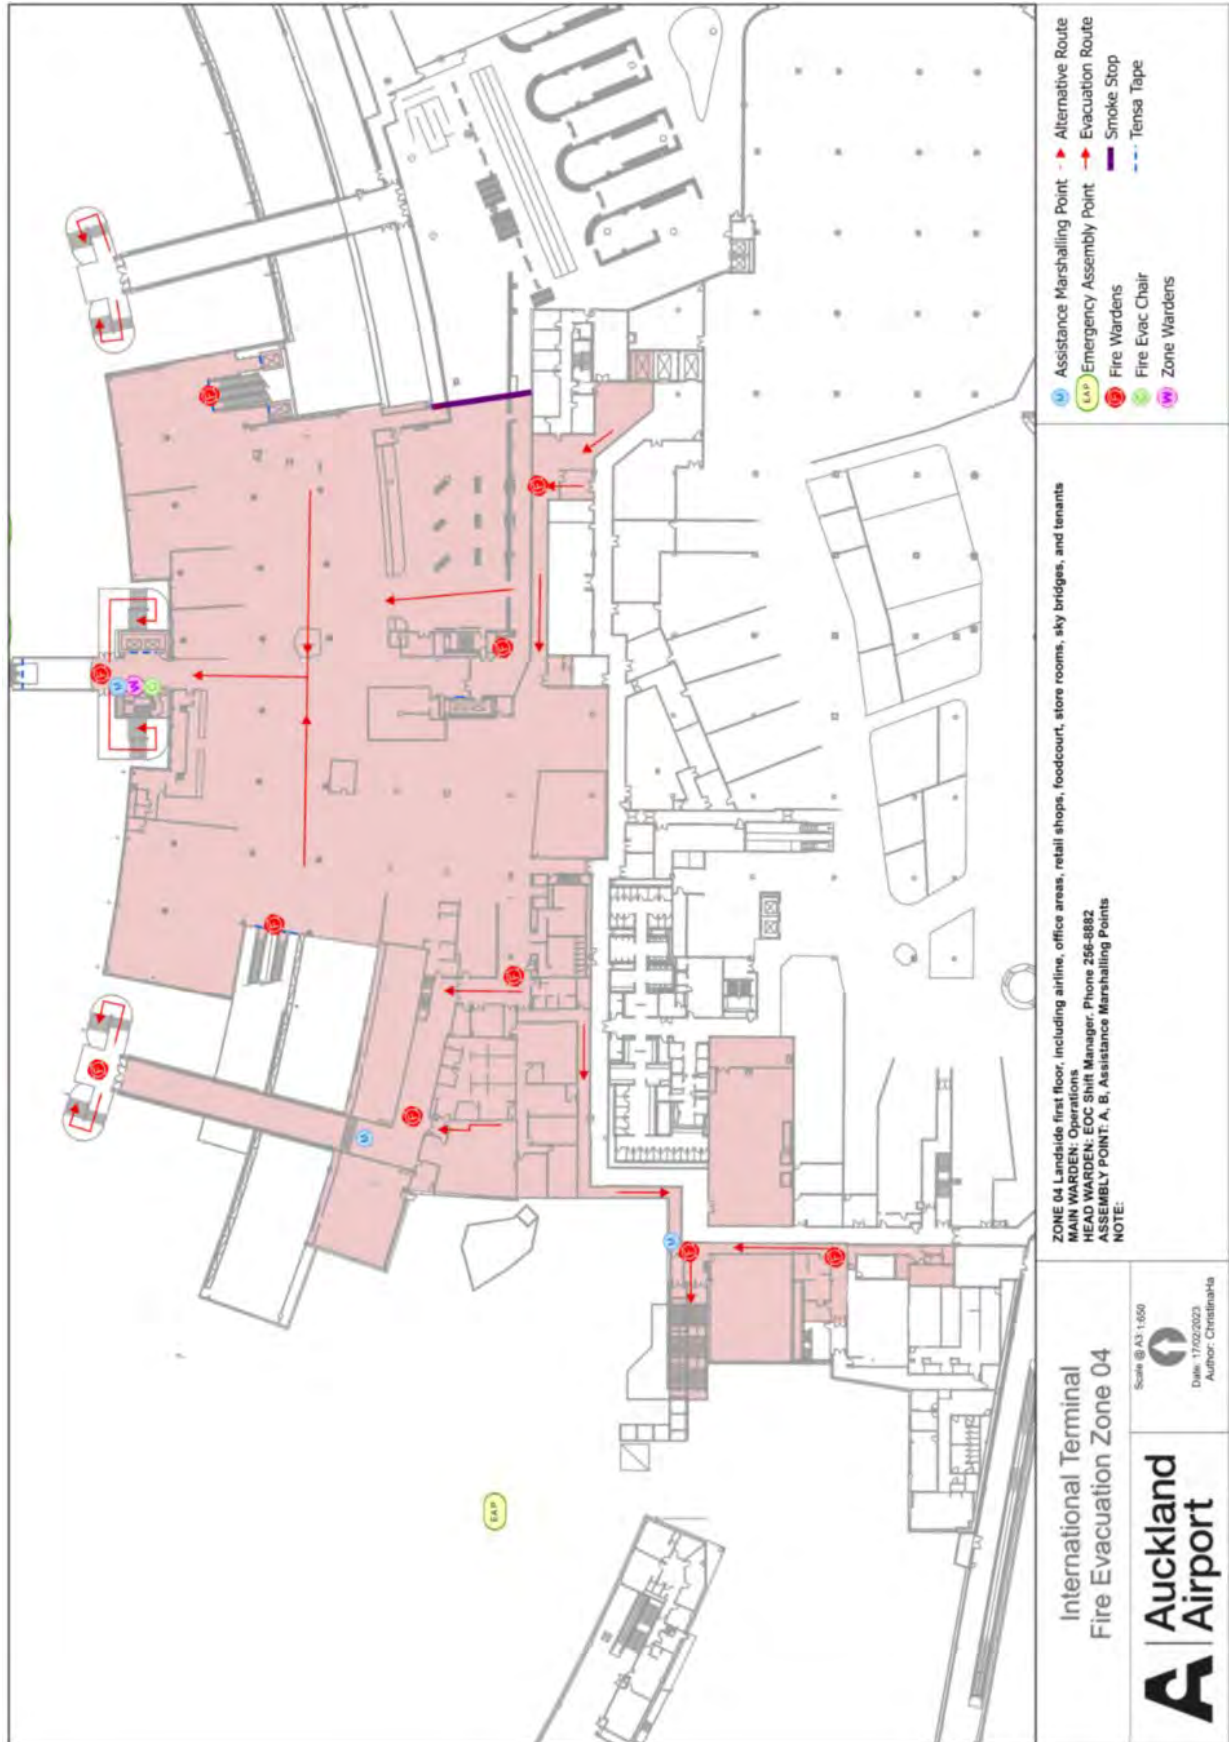 International Terminal
Fire Evacuation Zone 04
A Auckland
Airport
Scale @ A3 1:650
Date: 17/02/2023
Author: ChristinaHa
ZONE 04 Landside first floor, including airline, office areas, retail shops, foodcourt, store rooms, sky bridges, and tenants
MAIN WARDEN: Operations
HEAD WARDEN: EOC Shift Manager. Phone 256-8882
ASSEMBLY POINT: A, B, Assistance Marshalling Points
NOTE:
M Assistance Marshalling Point
EAP Emergency Assembly Point
F Fire Wardens
C Fire Evac Chair
W Zone Wardens
Alternative Route
Evacuation Route
Smoke Stop
Tensa Tape
EAP
F
F
M
W
C
F
F
F
F
F
F
M
M
F
F